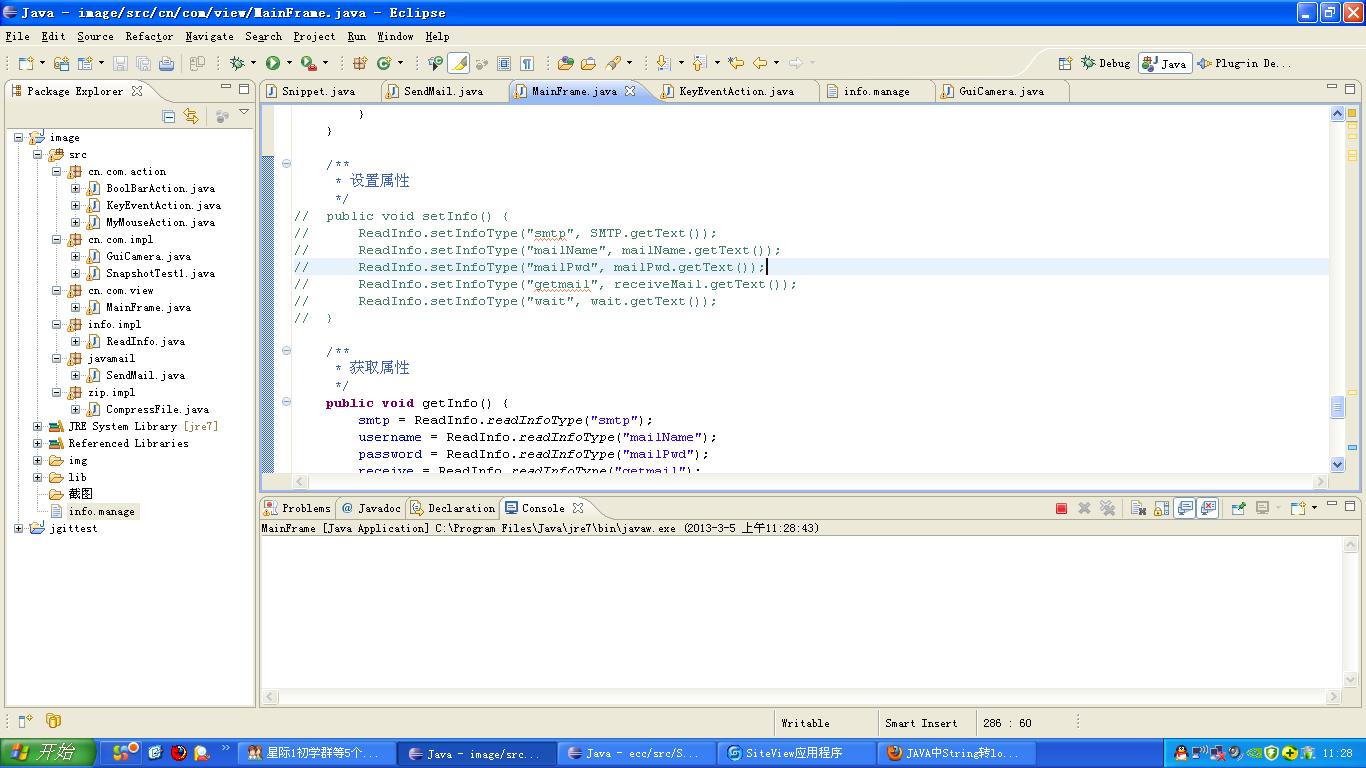 Java - image/src/cn/com/view/MainFrame.java - Eclipse
File Edit Source Refactor Navigate Search Project Run Window Help
Debug Java Plug-in De...
Package Explorer
Snippet.java SendMail.java MainFrame.java KeyEventAction.java info.manage GuiCamera.java
image
src
cn.com.action
BoolBarAction.java
KeyEventAction.java
MyMouseAction.java
cn.com.impl
GuiCamera.java
SnapshotTest1.java
cn.com.view
MainFrame.java
info.impl
ReadInfo.java
javamail
SendMail.java
zip.impl
CompressFile.java
JRE System Library [jre7]
Referenced Libraries
img
lib
截图
info.manage
jgittest
}
}
/**
* 设置属性
*/
// public void setInfo() {
// ReadInfo.setInfoType("smtp", SMTP.getText());
// ReadInfo.setInfoType("mailName", mailName.getText());
// ReadInfo.setInfoType("mailPwd", mailPwd.getText());
// ReadInfo.setInfoType("getmail", receiveMail.getText());
// ReadInfo.setInfoType("wait", wait.getText());
// }
/**
* 获取属性
*/
public void getInfo() {
smtp = ReadInfo.readInfoType("smtp");
username = ReadInfo.readInfoType("mailName");
password = ReadInfo.readInfoType("mailPwd");
receive = ReadInfo.readInfoType("getmail");
Problems @ Javadoc Declaration Console
MainFrame [Java Application] C:\Program Files\Java\jre7\bin\javaw.exe (2013-3-5 上午11:28:43)
Writable Smart Insert 286 : 60
开始 星际1初学群等5个... Java - image/src... Java - ecc/src/S... SiteView应用程序 JAVA中String转lo... 11:28